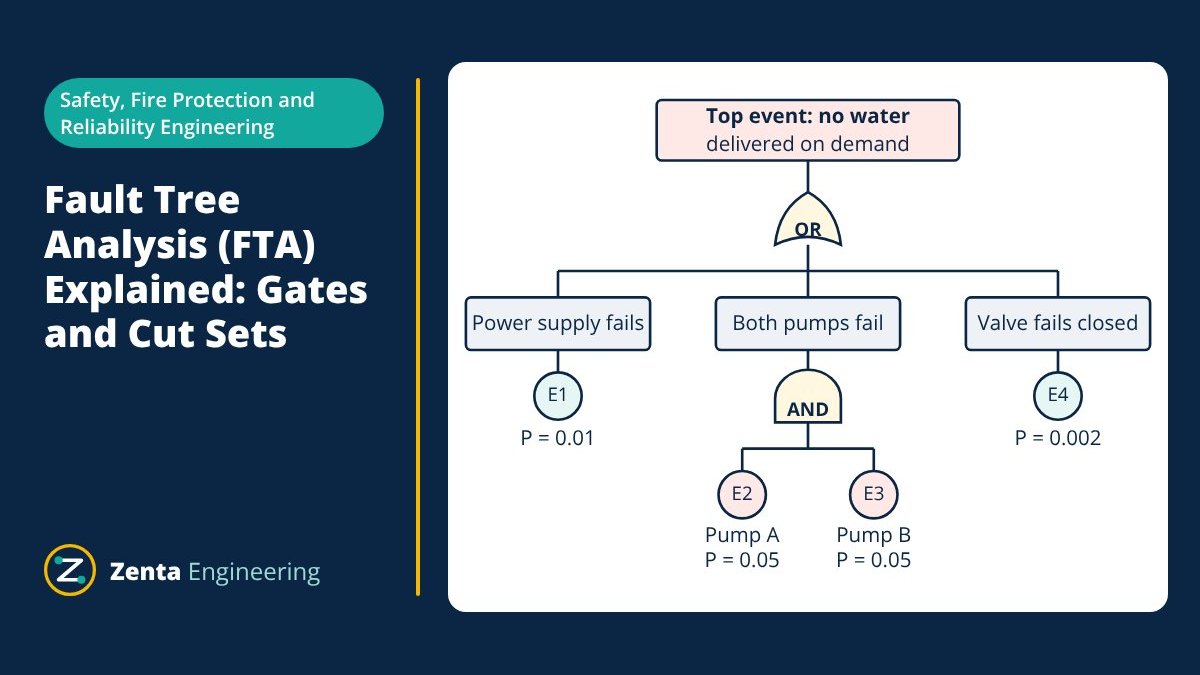 Safety, Fire Protection and
Reliability Engineering
Fault Tree
Analysis (FTA)
Explained: Gates
and Cut Sets
Zenta Engineering
Top event: no water
delivered on demand
OR
Power supply fails
Both pumps fail
Valve fails closed
E1
P = 0.01
AND
E4
P = 0.002
E2
E3
Pump A
P = 0.05
Pump B
P = 0.05